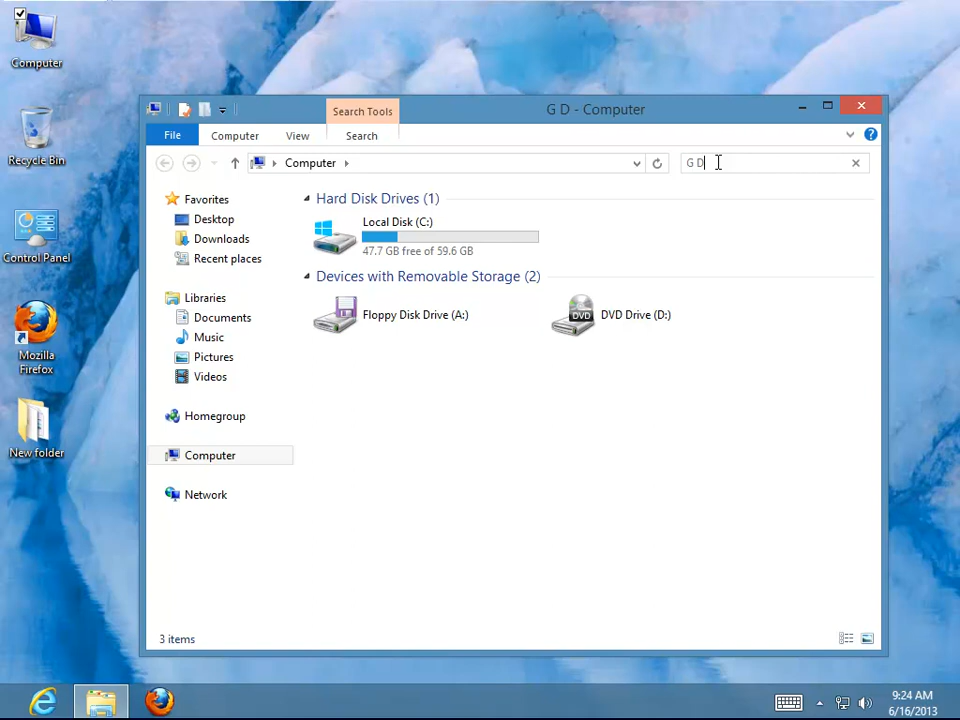 Computer
Recycle Bin
Control Panel
Mozilla
Firefox
New folder
Search Tools
G D - Computer
File
Computer
View
Search
Computer
G D
Favorites
Desktop
Downloads
Recent places
Libraries
Documents
Music
Pictures
Videos
Homegroup
Computer
Network
Hard Disk Drives (1)
Local Disk (C:)
47.7 GB free of 59.6 GB
Devices with Removable Storage (2)
Floppy Disk Drive (A:)
DVD
DVD Drive (D:)
3 items
9:24 AM
6/16/2013